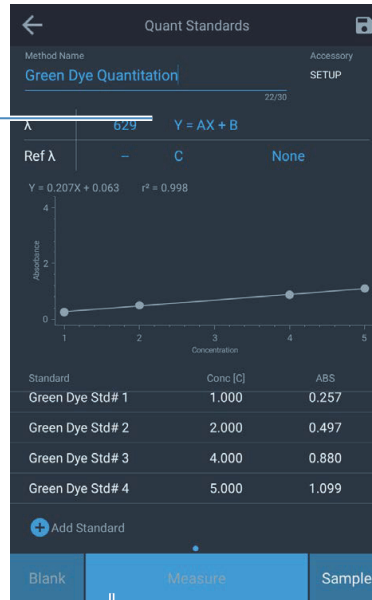 Quant Standards
Method Name
Accessory
Green Dye Quantitation
SETUP
22/30
λ 629 Y = AX + B
Ref λ – C None
Y = 0.207X + 0.063 r² = 0.998
4
2
0
Absorbance
1 2 3 4 5
Concentration
Standard Conc [C] ABS
Green Dye Std# 1 1.000 0.257
Green Dye Std# 2 2.000 0.497
Green Dye Std# 3 4.000 0.880
Green Dye Std# 4 5.000 1.099
Add Standard
Blank Measure Sample